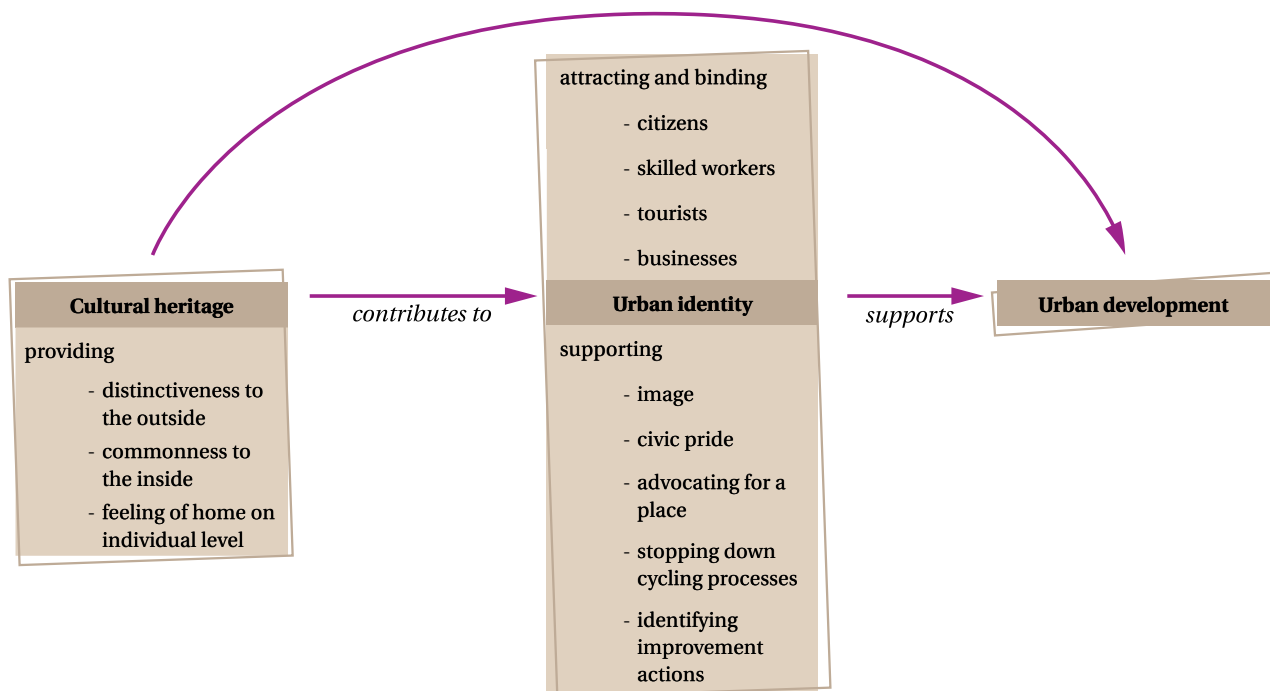 Cultural heritage
providing
- distinctiveness to
the outside
- commonness to
the inside
- feeling of home on
individual level
contributes to
attracting and binding
- citizens
- skilled workers
- tourists
- businesses
Urban identity
supporting
- image
- civic pride
- advocating for a
place
- stopping down
cycling processes
- identifying
improvement
actions
supports
Urban development